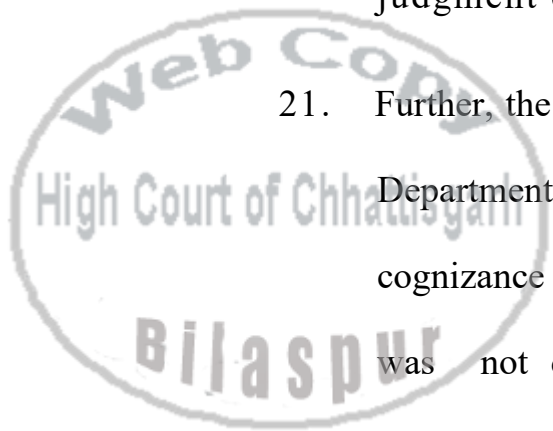 judgment
Web Copy
21. Further, the
High Court of Chhattisgarh
Department
cognizance
Bilaspur
was not